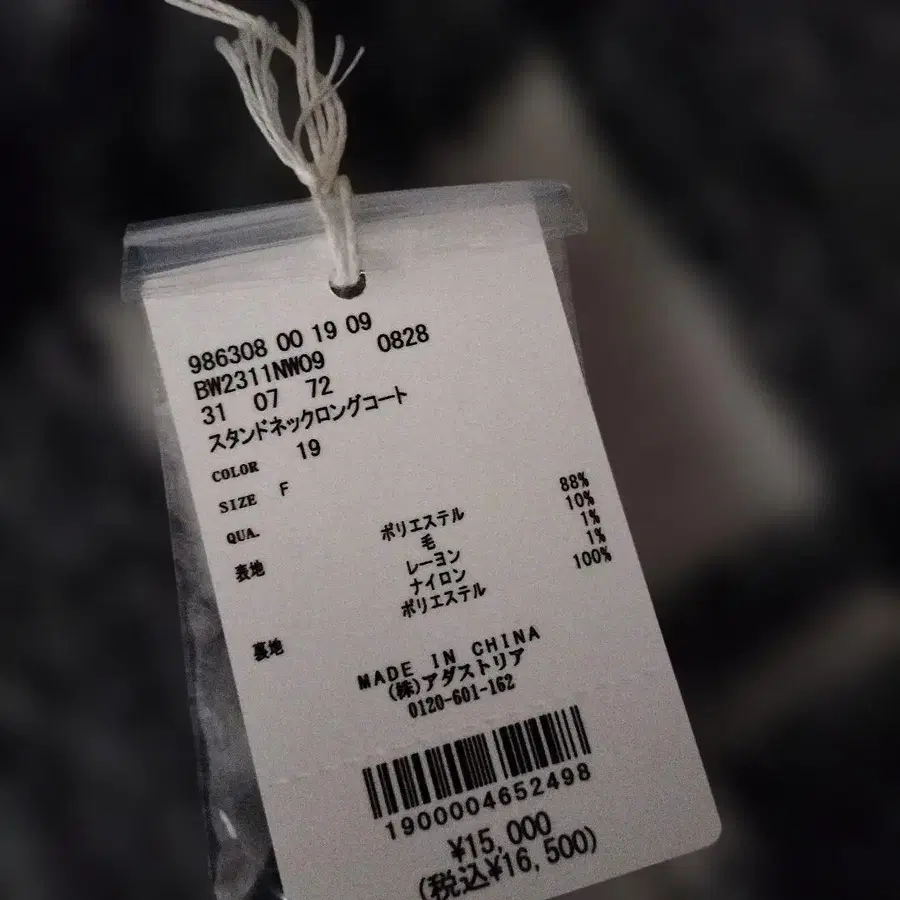 986308 00 19 09
BW2311NW09 0828
31 07 72
スタンドネックロングコート
COLOR 19
SIZE F
QUA.
表地 ポリエステル 88%
毛 10%
レーヨン 1%
ナイロン 1%
裏地 ポリエステル 100%
MADE IN CHINA
(株)アダストリア
0120-601-162
1900004652498
¥15,000
(税込¥16,500)